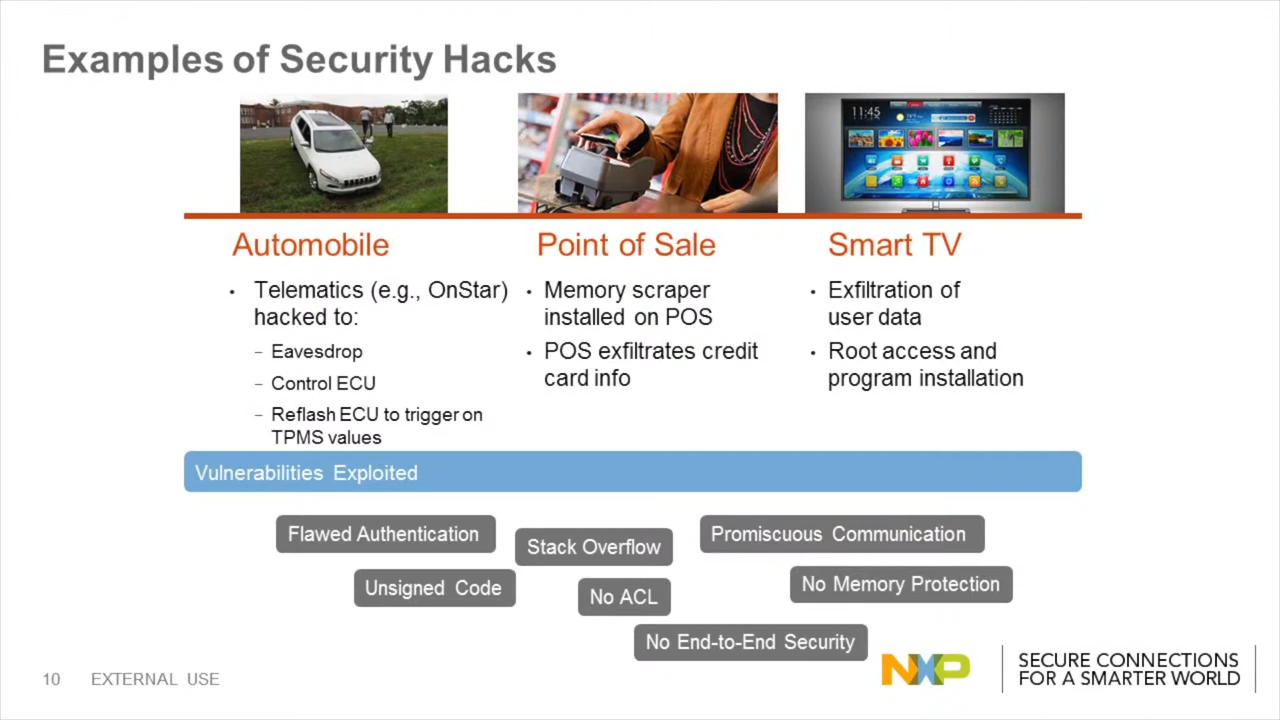 Examples of Security Hacks
11:45
Automobile
Point of Sale
Smart TV
• Telematics (e.g., OnStar)
hacked to:
– Eavesdrop
– Control ECU
– Reflash ECU to trigger on
TPMS values
• Memory scraper
installed on POS
• POS exfiltrates credit
card info
• Exfiltration of
user data
• Root access and
program installation
Vulnerabilities Exploited
Flawed Authentication
Stack Overflow
Promiscuous Communication
Unsigned Code
No ACL
No Memory Protection
No End-to-End Security
10 EXTERNAL USE
NXP
SECURE CONNECTIONS
FOR A SMARTER WORLD